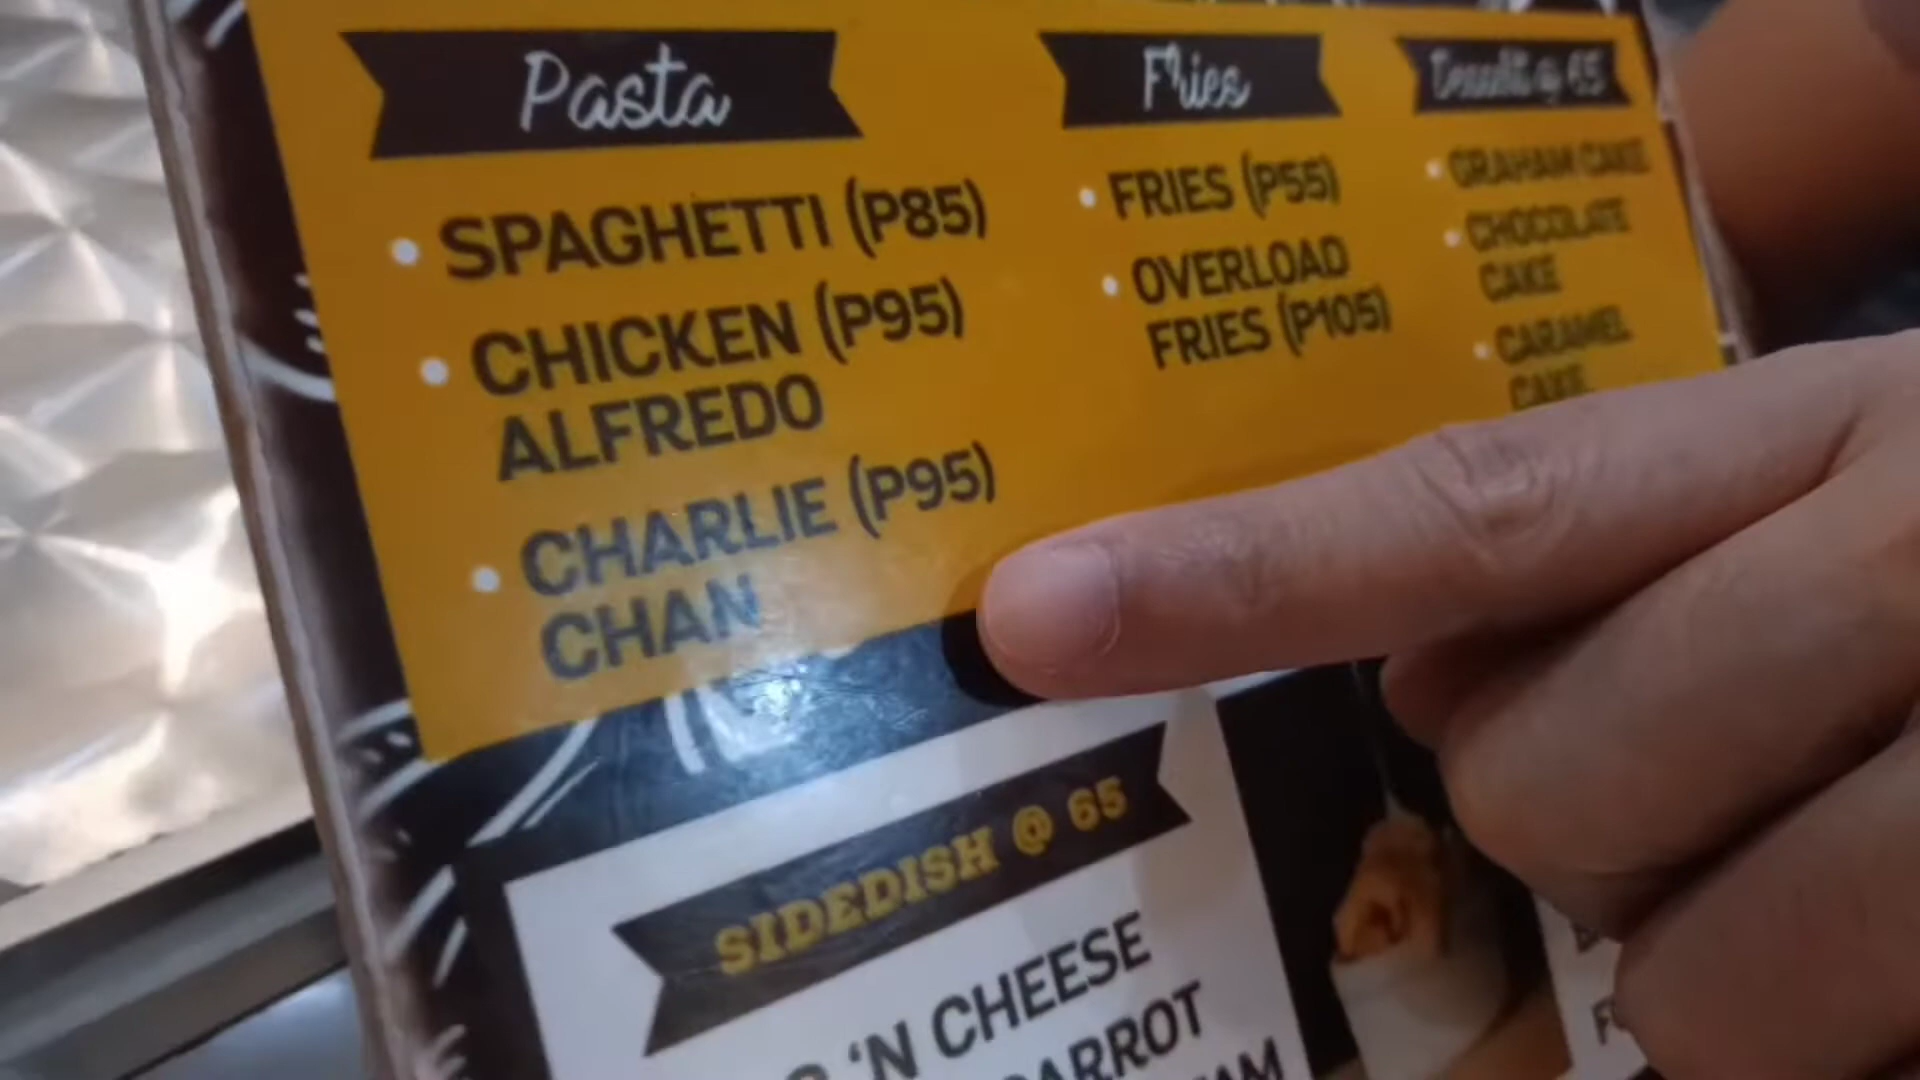 Pasta
SPAGHETTI (P85)
CHICKEN (P95)
ALFREDO
CHARLIE (P95)
CHAN
Fries
FRIES (P55)
OVERLOAD
FRIES (P105)
@ 65
GRAHAM CAKE
CHOCOLATE
CAKE
CARAMEL
CAKE
SIDEDISH @ 65
'N CHEESE